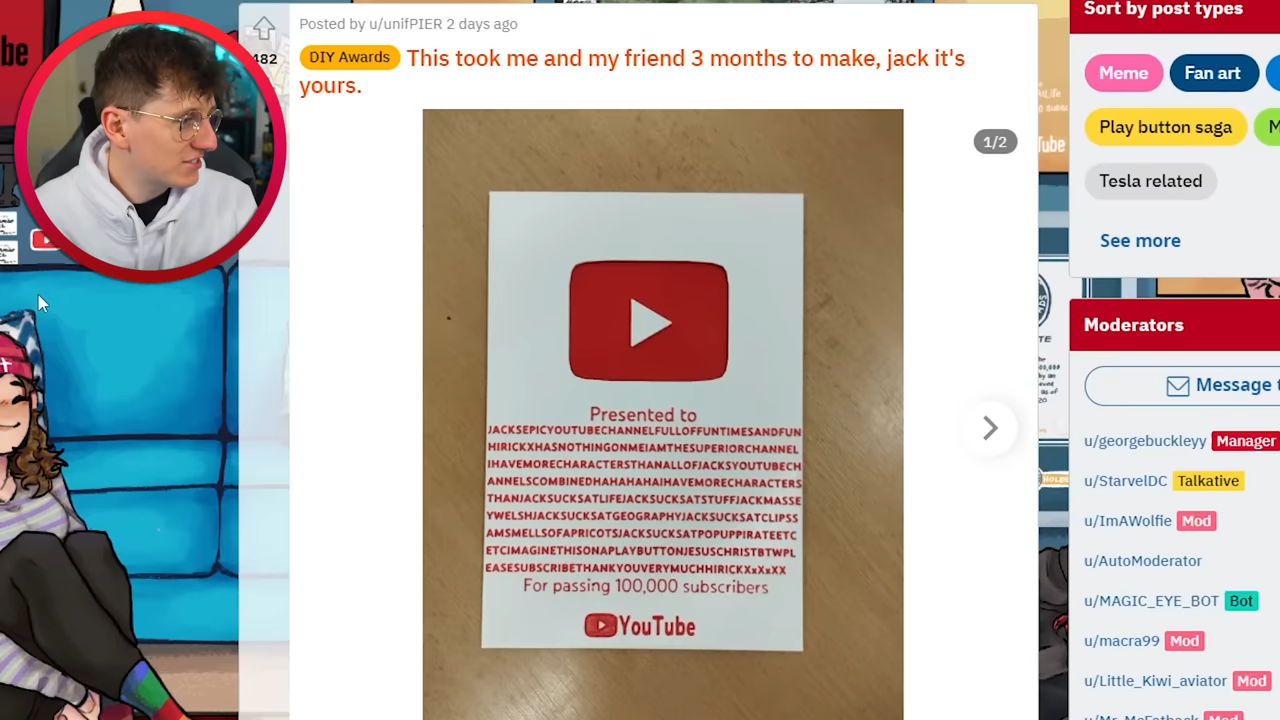 be
482
Posted by u/unifPIER 2 days ago
DIY Awards This took me and my friend 3 months to make, jack it's
yours.
1/2
Presented to
JACKSEPICYOUTUBECHANNELFULLOFFUNTIMESANDFUN
HIRICKXHASNOTHINGONMEIAMTHESUPERIORCHANNEL
IHAVEMORECHARACTERSTHANALLOFJACKSYOUTUBECH
ANNELSCOMBINEDHAHAHAHAIHAVEMORECHARACTERS
THANJACKSUCKSATLIFEJACKSUCKSATSTUFFJACKMASSE
YWELSHJACKSUCKSATGEOGRAPHYJACKSUCKSATCLIPSS
AMSMELLSOFAPRICOTSJACKSUCKSATPOPUPPIRATEETC
ETCIMAGINETHISONAPLAYBUTTONJESUSCHRISTBTWPL
EASESUBSCRIBETHANKYOUVERYMUCHHIRICKXxXxXX
For passing 100,000 subscribers
YouTube
Tube
Sort by post types
Meme
Fan art
Play button saga
M
Tesla related
See more
Moderators
Message t
u/georgebuckleyy Manager
u/StarvelDC Talkative
u/ImAWolfie Mod
u/AutoModerator
u/MAGIC_EYE_BOT Bot
u/macra99 Mod
u/Little_Kiwi_aviator Mod